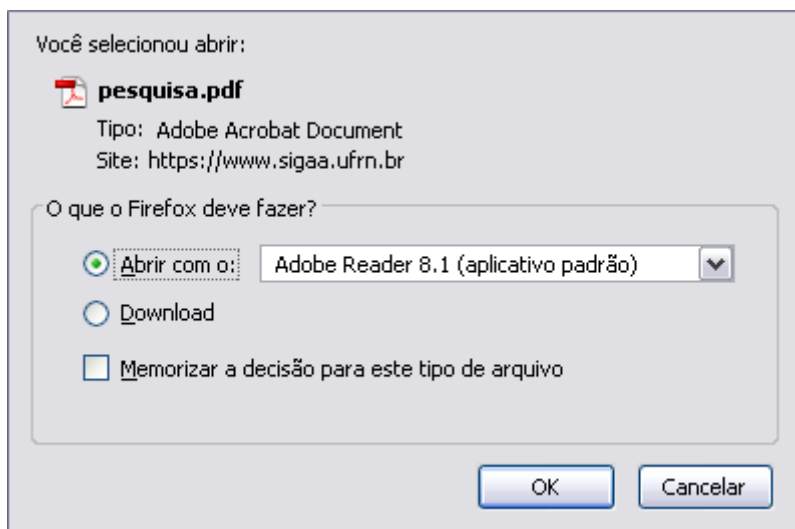 Você selecionou abrir:
pesquisa.pdf
Tipo: Adobe Acrobat Document
Site: https://www.sigaa.ufrn.br
O que o Firefox deve fazer?
Abrir com o: Adobe Reader 8.1 (aplicativo padrão)
Download
Memorizar a decisão para este tipo de arquivo
OK Cancelar